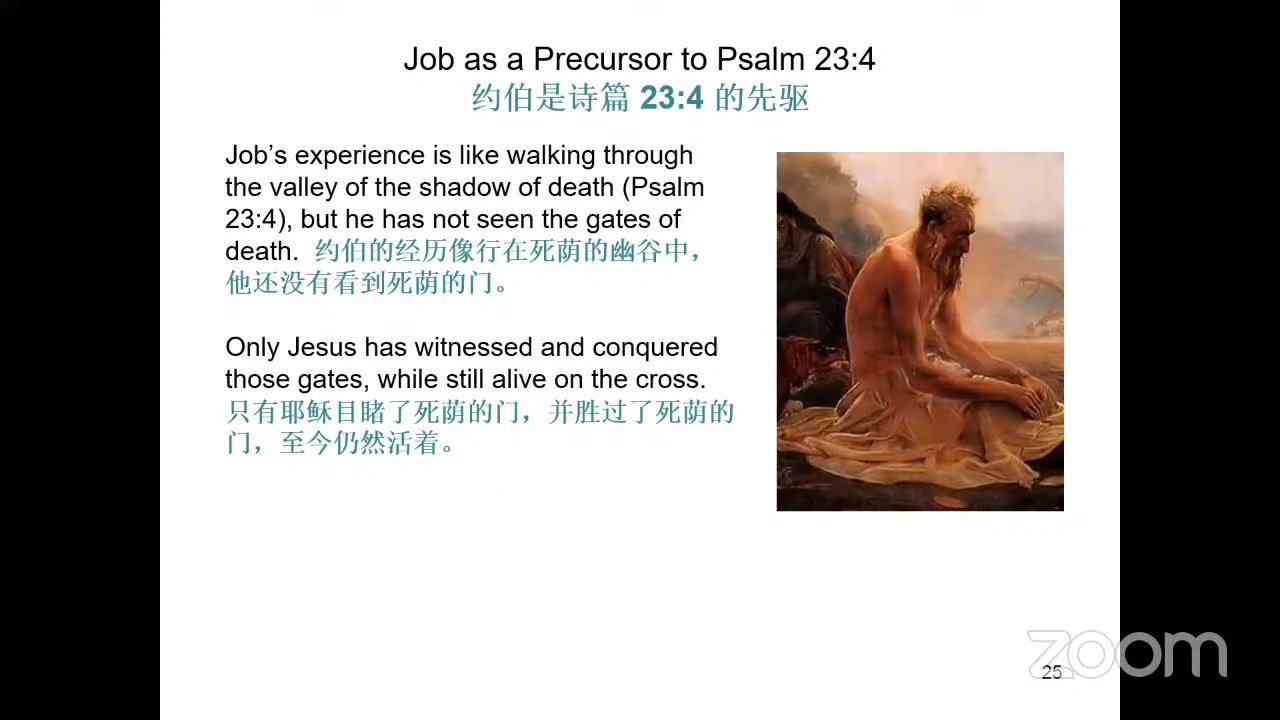 Job as a Precursor to Psalm 23:4
约伯是诗篇 23:4 的先驱
Job’s experience is like walking through
the valley of the shadow of death (Psalm
23:4), but he has not seen the gates of
death. 约伯的经历像行在死荫的幽谷中，
他还没有看到死荫的门。
Only Jesus has witnessed and conquered
those gates, while still alive on the cross.
只有耶稣目睹了死荫的门，并胜过了死荫的
门，至今仍然活着。
zoom
25